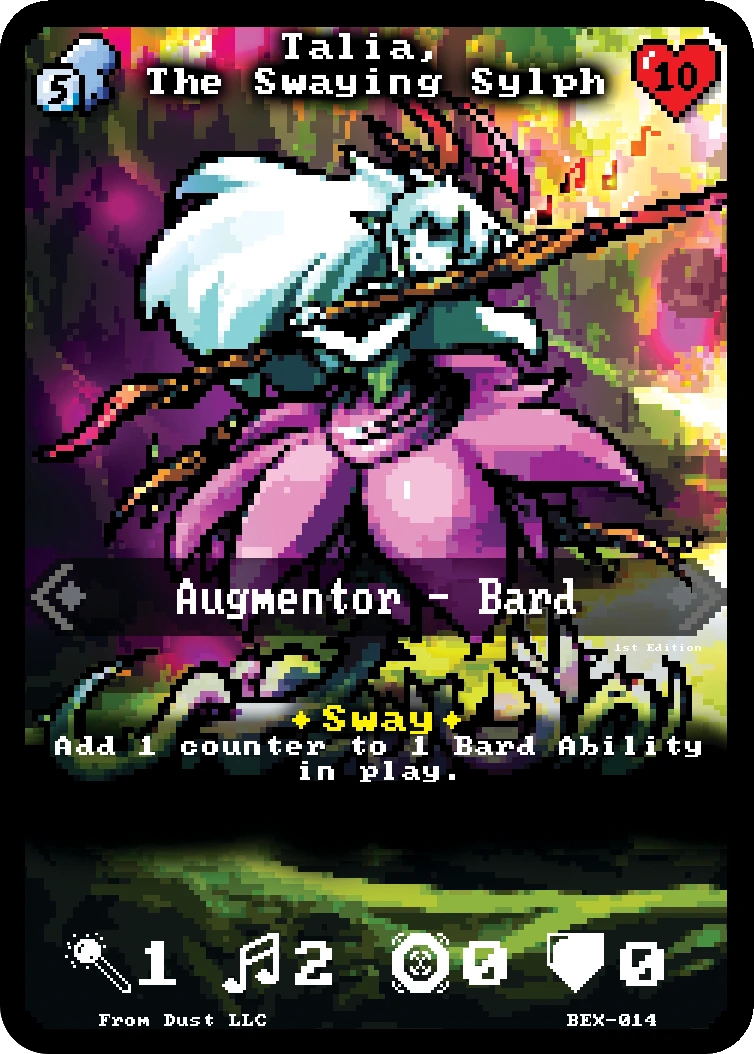 Talia,
5 The Swaying Sylph 10
Augmentor - Bard
1st Edition
Sway
Add 1 counter to 1 Bard Ability
in play.
1 2 0 0
From Dust LLC BEX-014